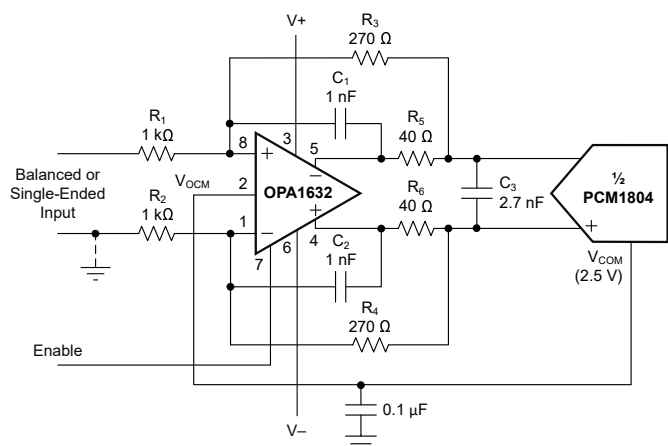 V+
R3
270 Ω
C1
1 nF
R1
1 kΩ
R5
40 Ω
8
3
5
+
−
Balanced or
Single-Ended
Input
VOCM
2
OPA1632
R2
1 kΩ
R6
40 Ω
C3
2.7 nF
½
PCM1804
1
−
+
4
6
7
+
C2
1 nF
VCOM
(2.5 V)
R4
270 Ω
Enable
0.1 µF
V−